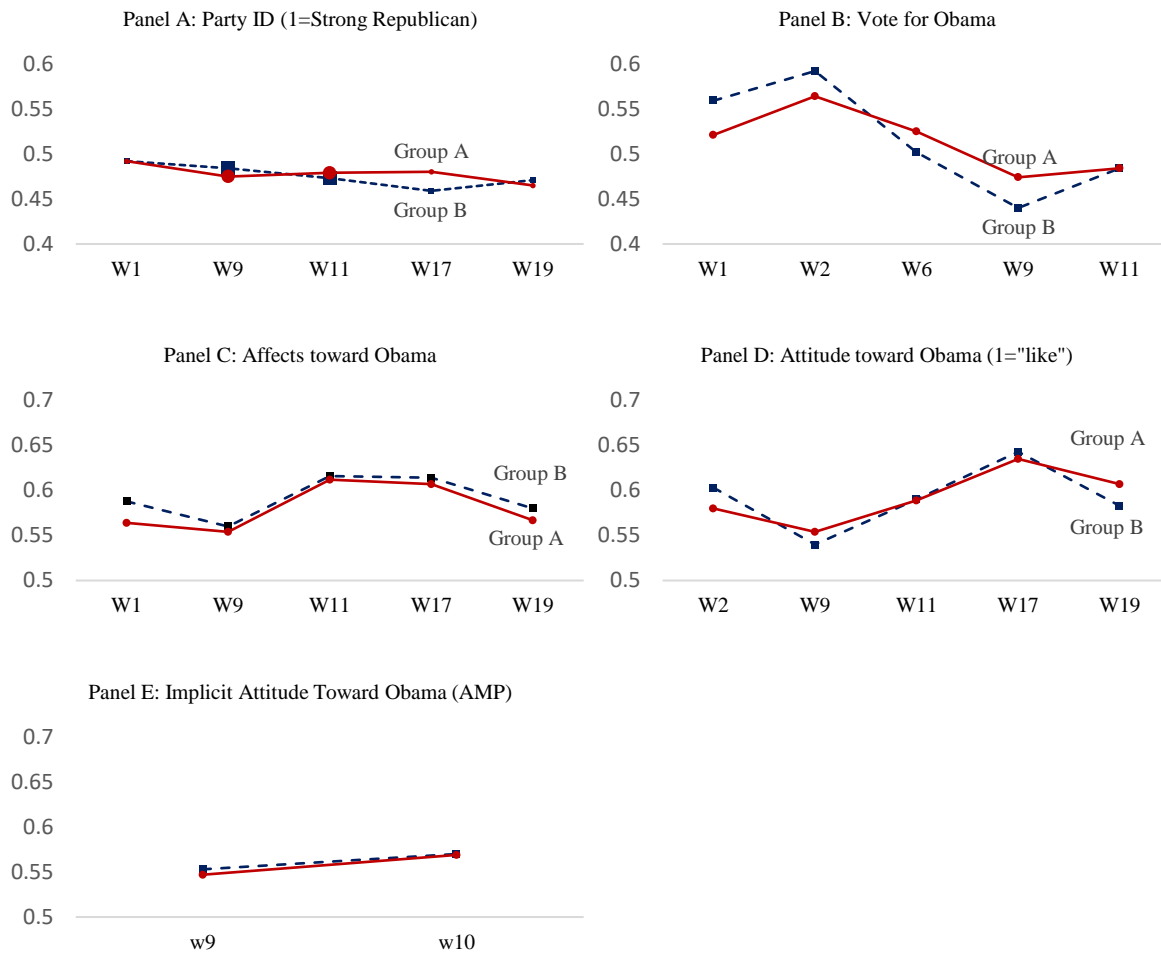 Panel A: Party ID (1=Strong Republican)
0.6
0.55
0.5
0.45
0.4
Group A
Group B
W1 W9 W11 W17 W19
Panel B: Vote for Obama
0.6
0.55
0.5
0.45
0.4
Group A
Group B
W1 W2 W6 W9 W11
Panel C: Affects toward Obama
0.7
0.65
0.6
0.55
0.5
Group B
Group A
W1 W9 W11 W17 W19
Panel D: Attitude toward Obama (1="like")
0.7
0.65
0.6
0.55
0.5
Group A
Group B
W2 W9 W11 W17 W19
Panel E: Implicit Attitude Toward Obama (AMP)
0.7
0.65
0.6
0.55
0.5
w9 w10